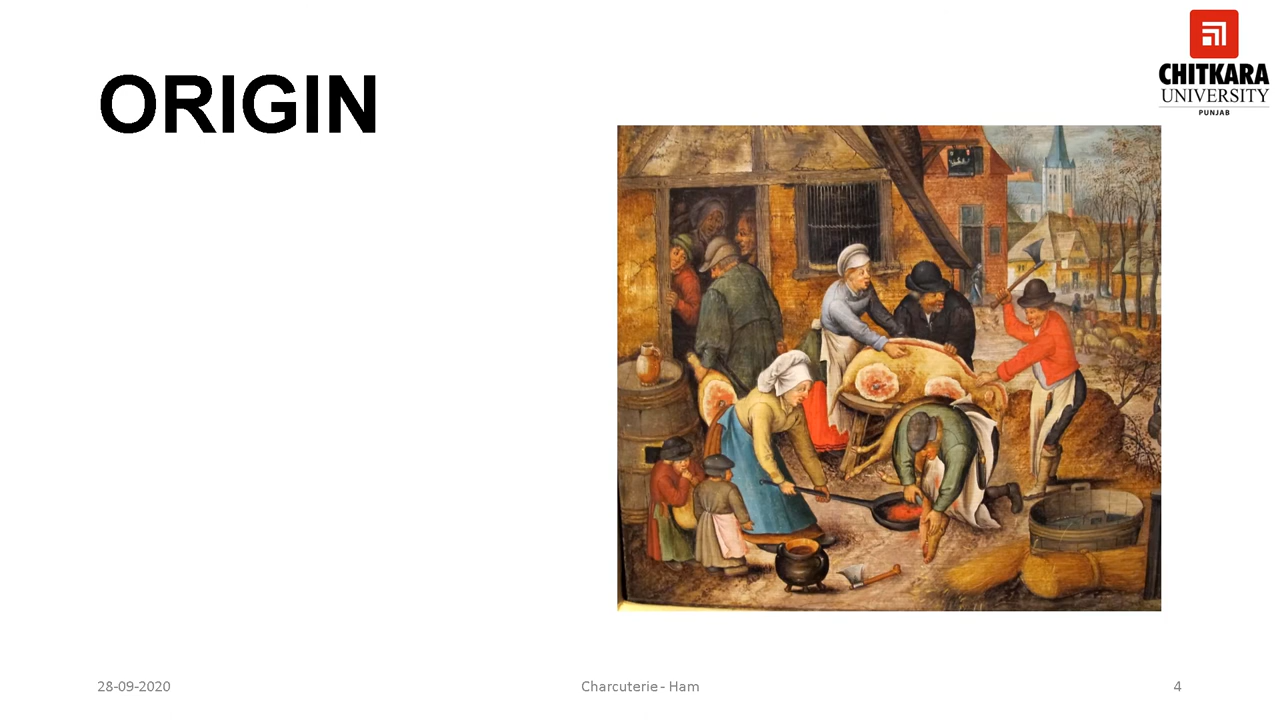 ORIGIN
CHITKARA
UNIVERSITY
PUNJAB
28-09-2020
Charcuterie - Ham
4